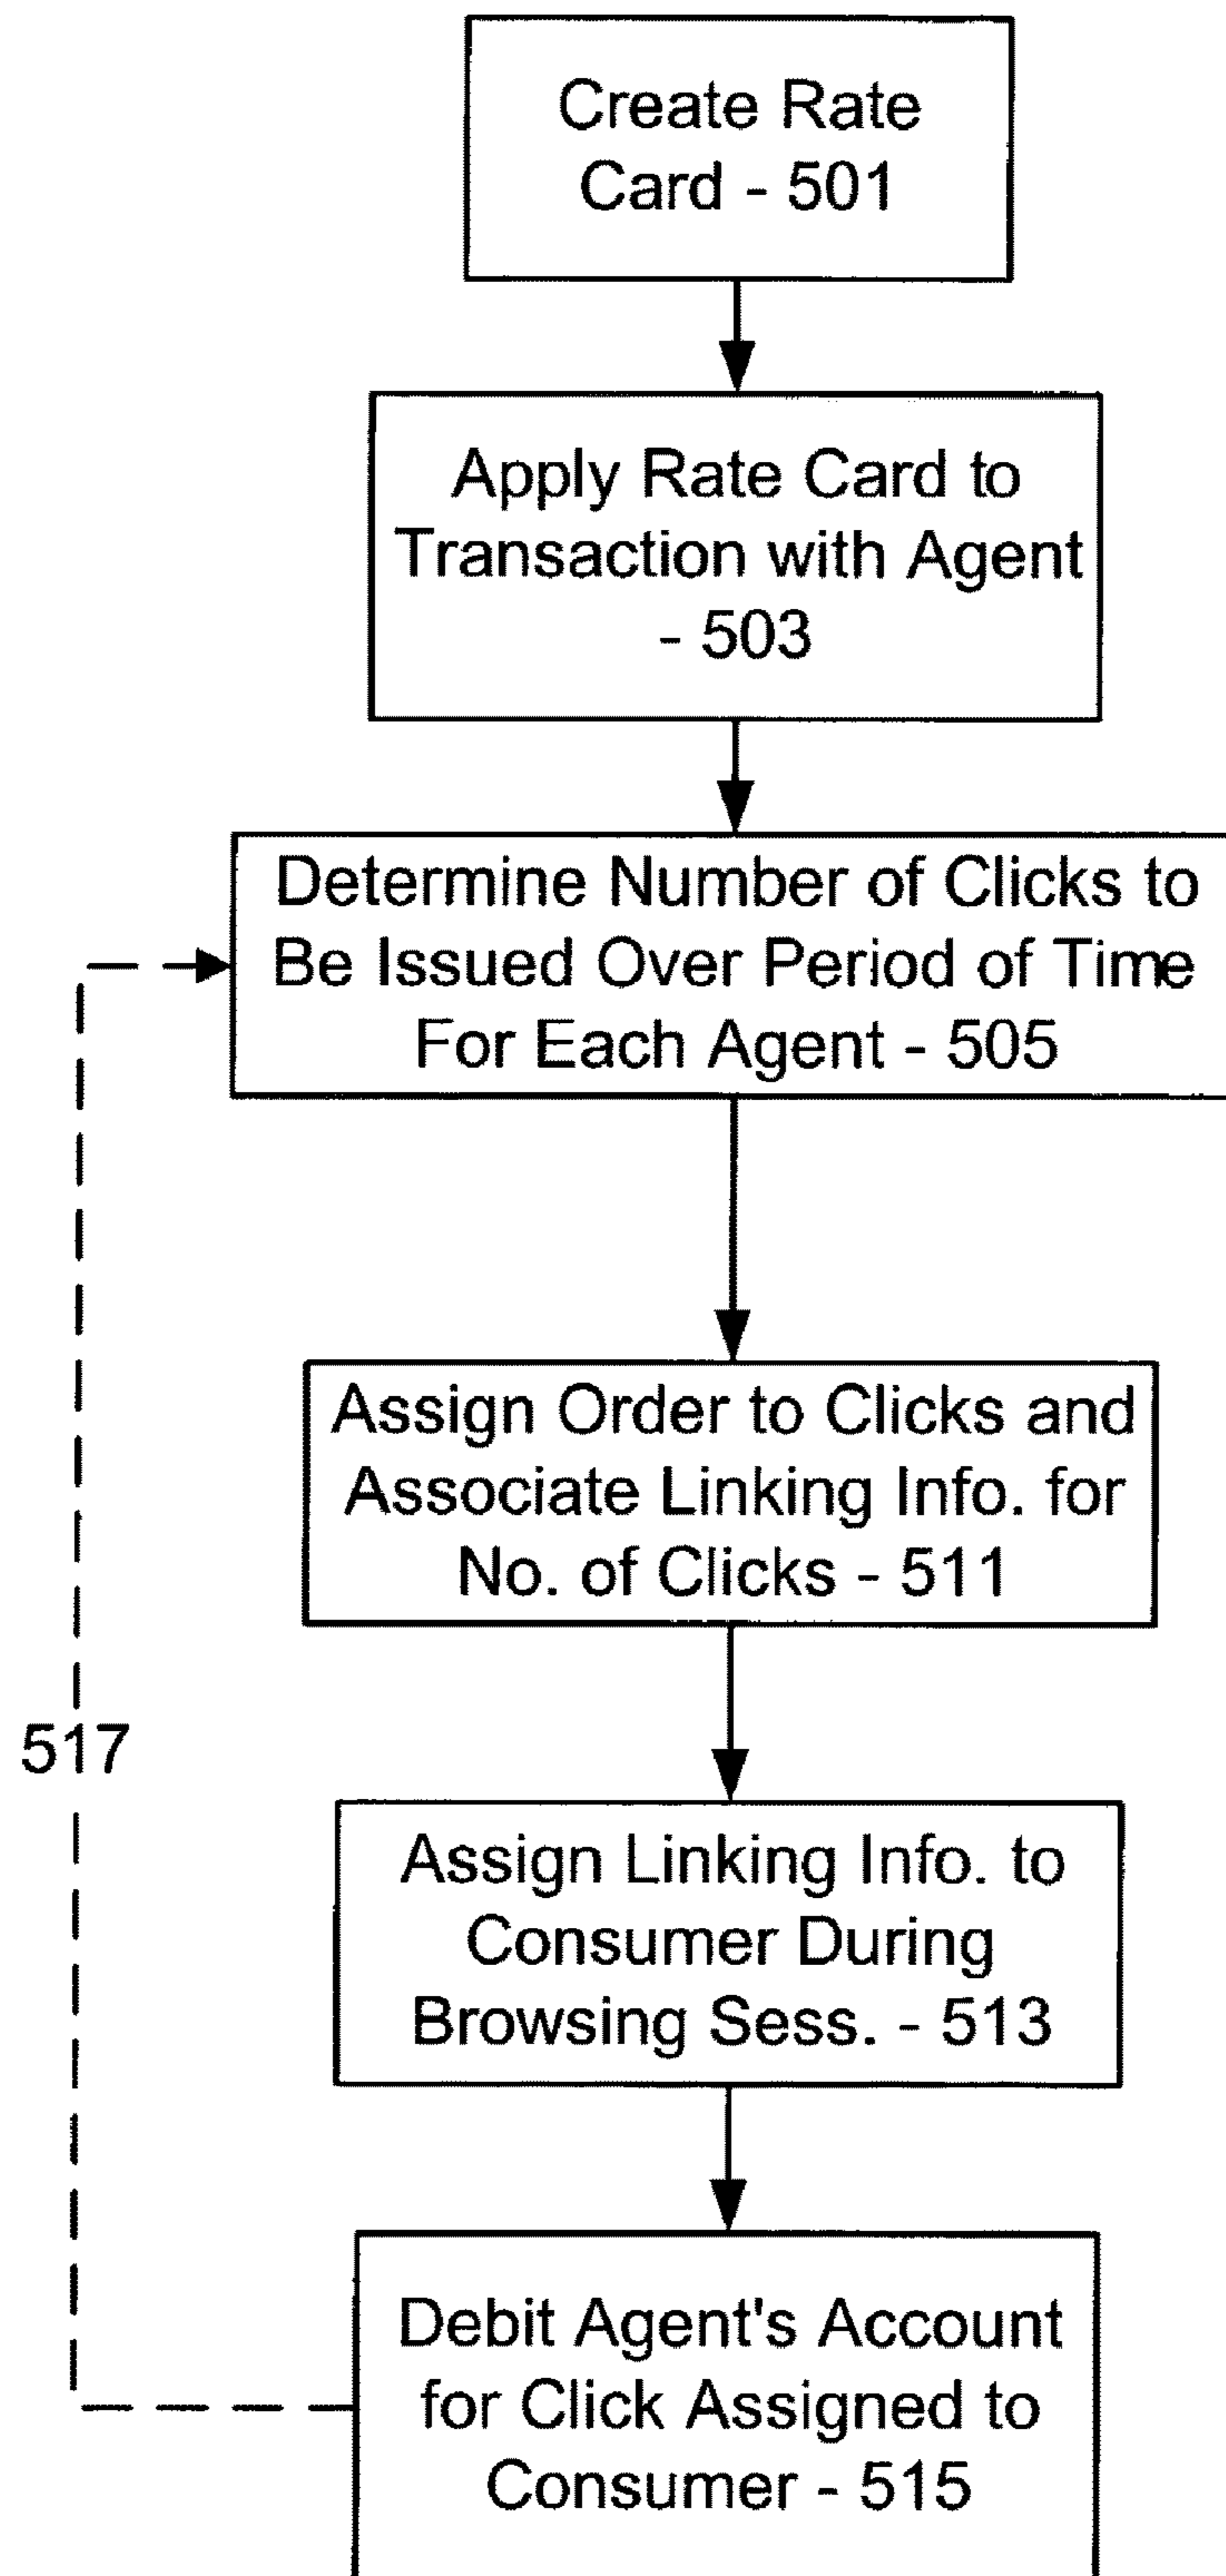 Create Rate
Card - 501
Apply Rate Card to
Transaction with Agent
- 503
Determine Number of Clicks to
Be Issued Over Period of Time
For Each Agent - 505
Assign Order to Clicks and
Associate Linking Info. for
No. of Clicks - 511
517
Assign Linking Info. to
Consumer During
Browsing Sess. - 513
Debit Agent's Account
for Click Assigned to
Consumer - 515